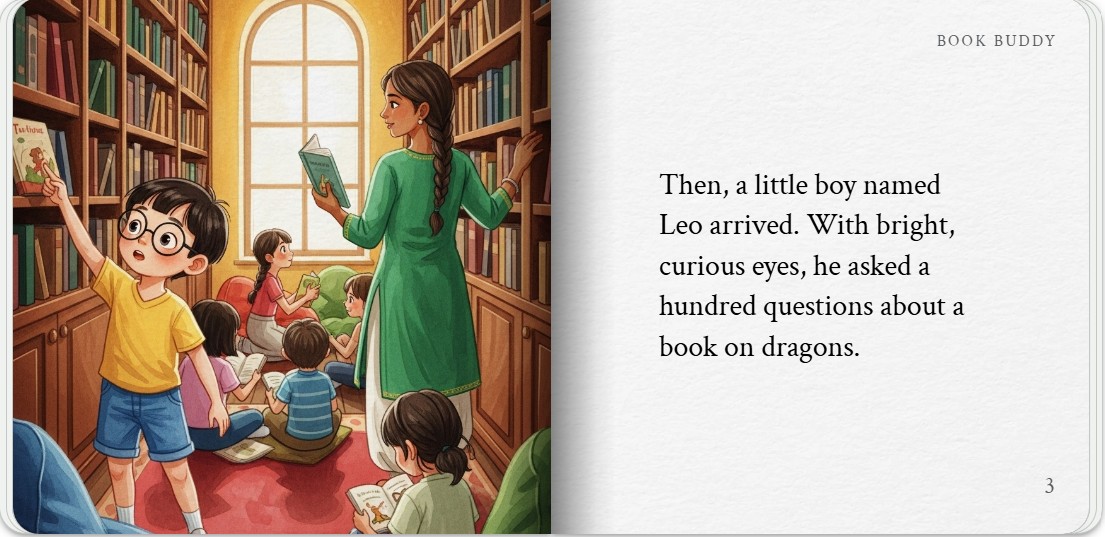 BOOK BUDDY
Then, a little boy named
Leo arrived. With bright,
curious eyes, he asked a
hundred questions about a
book on dragons.
3